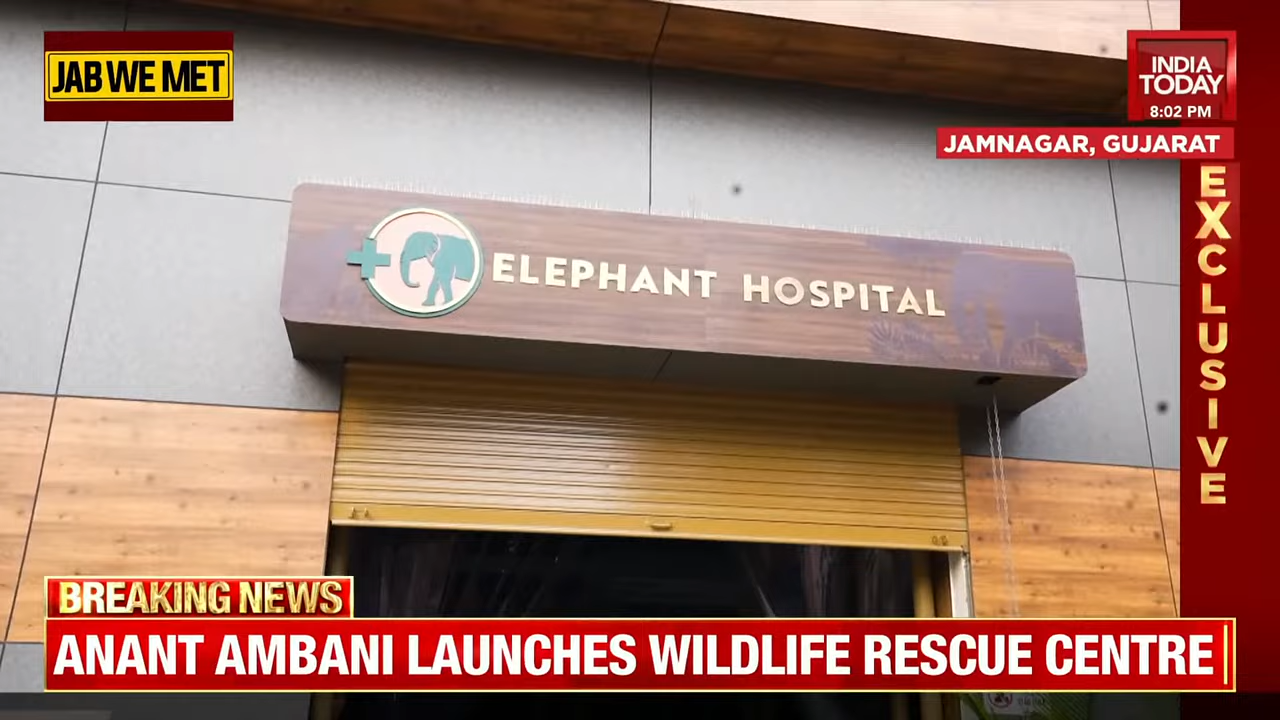 JAB WE MET
INDIA
TODAY
8:02 PM
JAMNAGAR, GUJARAT
EXCLUSIVE
ELEPHANT HOSPITAL
BREAKING NEWS
ANANT AMBANI LAUNCHES WILDLIFE RESCUE CENTRE